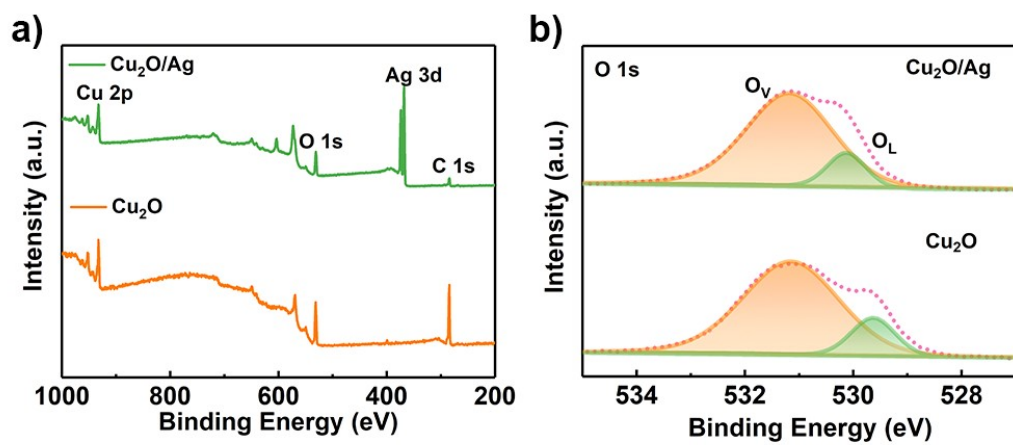 a)
Cu₂O/Ag
Cu 2p
Ag 3d
O 1s
C 1s
Cu₂O
Intensity (a.u.)
1000 800 600 400 200
Binding Energy (eV)
b)
O 1s
Cu₂O/Ag
Oᵥ
O_L
Cu₂O
Intensity (a.u.)
534 532 530 528
Binding Energy (eV)